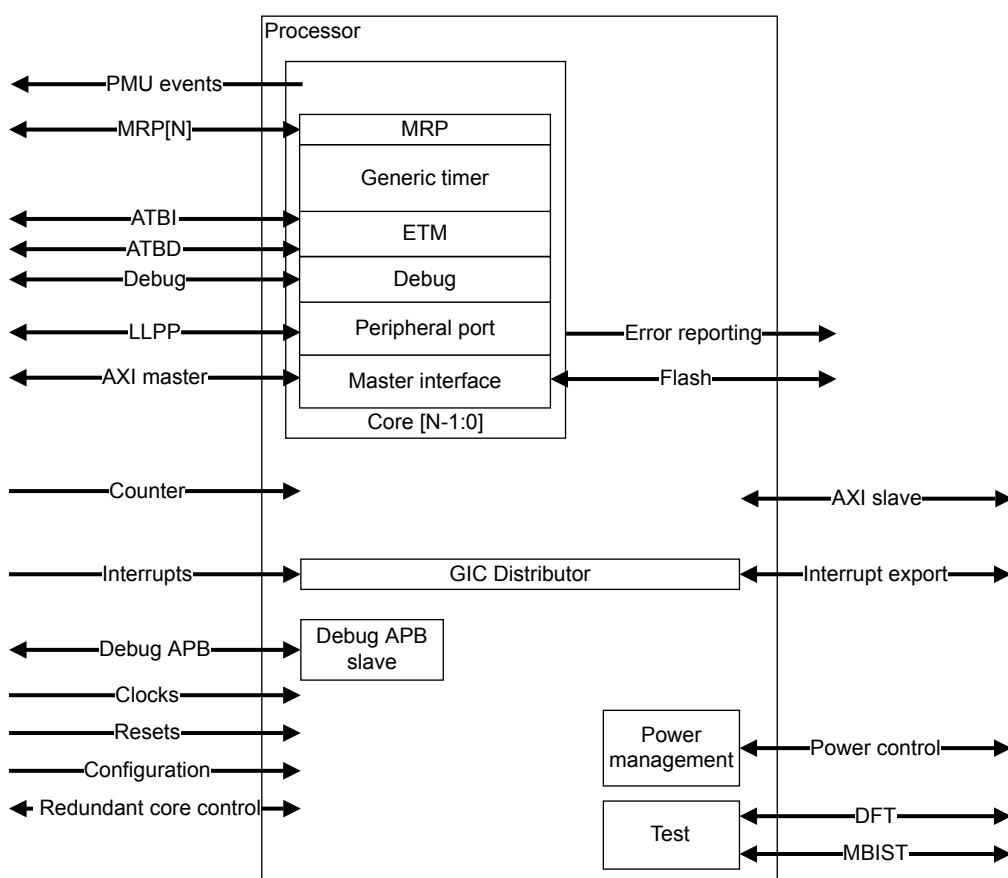 Processor
PMU events
MRP[N]
MRP
Generic timer
ATBI
ETM
ATBD
Debug
Debug
LLPP
Peripheral port
Error reporting
AXI master
Master interface
Flash
Core [N-1:0]
Counter
AXI slave
Interrupts
GIC Distributor
Interrupt export
Debug APB
Debug APB
slave
Clocks
Resets
Power
management
Power control
Configuration
Redundant core control
Test
DFT
MBIST